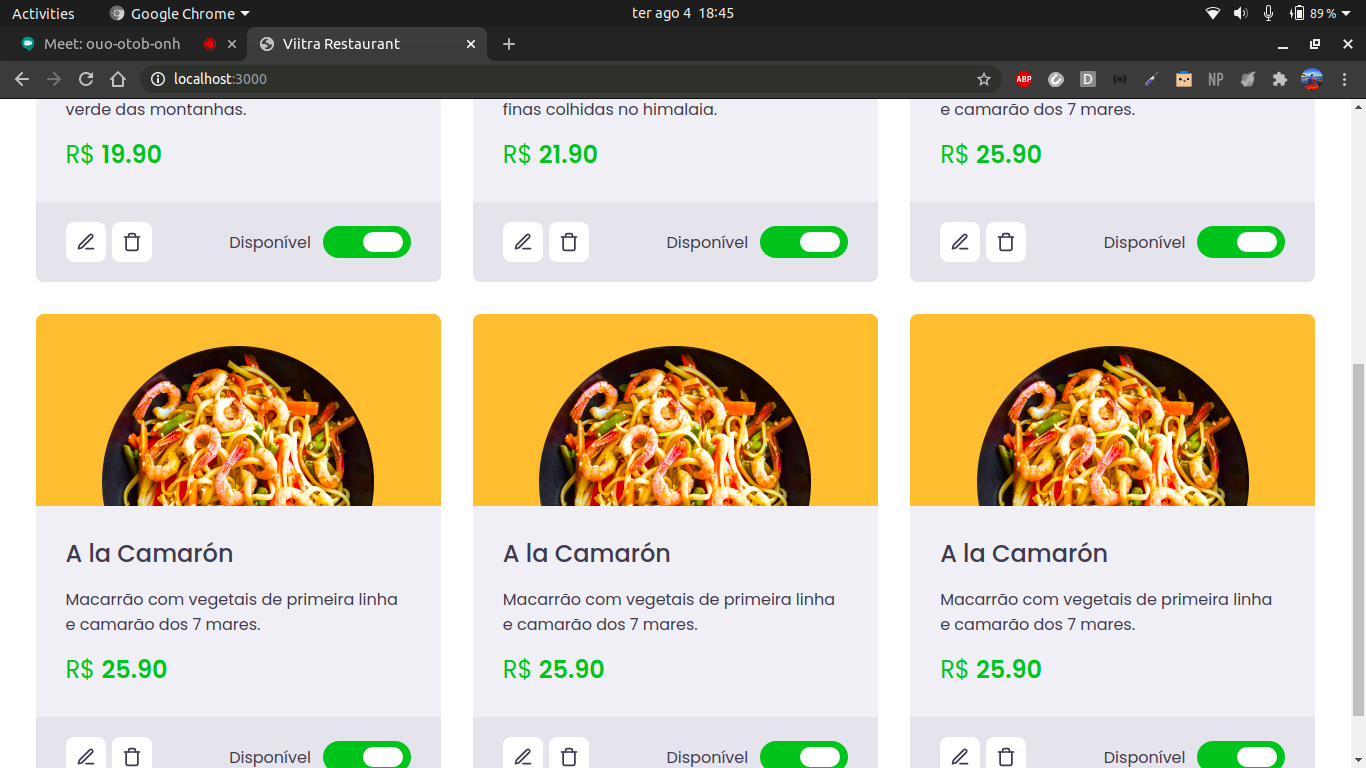 Activities
Google Chrome
ter ago 4 18:45
89 %
Meet: ouo-otob-onh
Viitra Restaurant
localhost:3000
ABP
D
NP
verde das montanhas.
finas colhidas no himalaia.
e camarão dos 7 mares.
R$ 19.90
R$ 21.90
R$ 25.90
Disponível
Disponível
Disponível
A la Camarón
A la Camarón
A la Camarón
Macarrão com vegetais de primeira linha
e camarão dos 7 mares.
Macarrão com vegetais de primeira linha
e camarão dos 7 mares.
Macarrão com vegetais de primeira linha
e camarão dos 7 mares.
R$ 25.90
R$ 25.90
R$ 25.90
Disponível
Disponível
Disponível